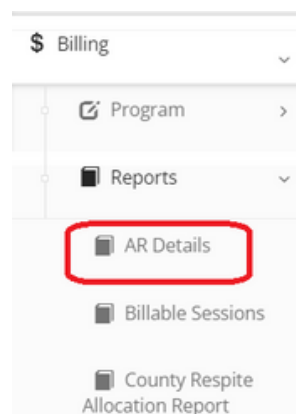 $ Billing
Program
Reports
AR Details
Billable Sessions
County Respite
Allocation Report